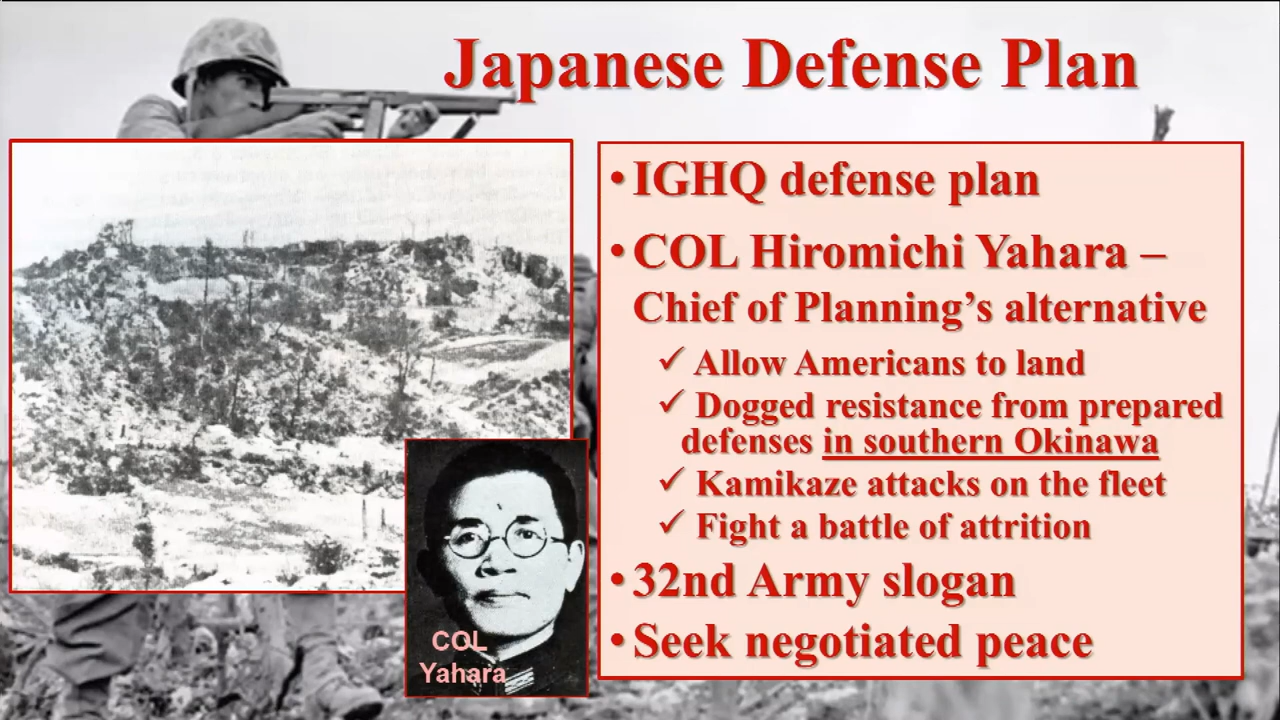 Japanese Defense Plan
• IGHQ defense plan
• COL Hiromichi Yahara –
Chief of Planning’s alternative
✓ Allow Americans to land
✓ Dogged resistance from prepared
defenses in southern Okinawa
✓ Kamikaze attacks on the fleet
✓ Fight a battle of attrition
• 32nd Army slogan
• Seek negotiated peace
COL
Yahara